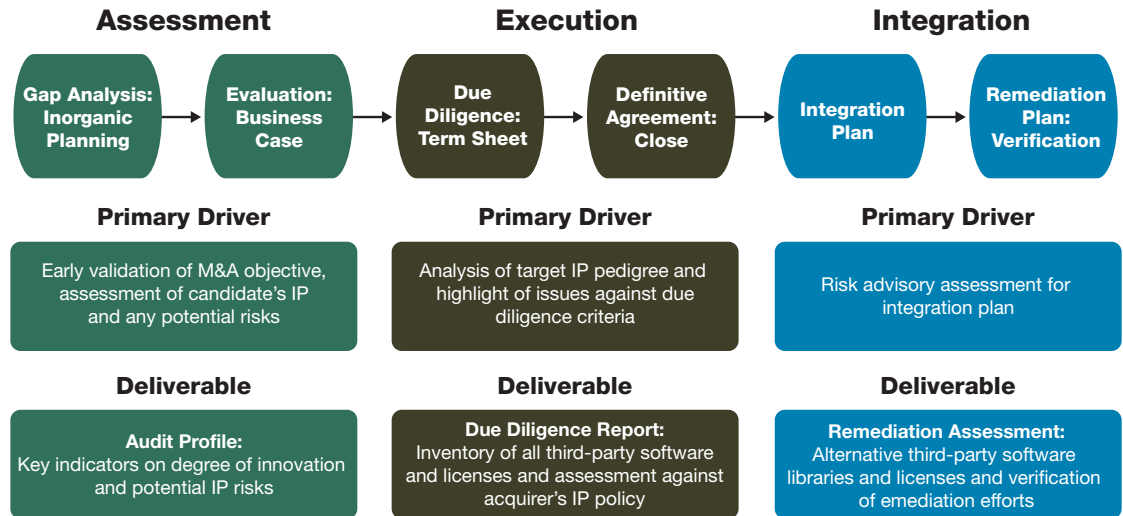 Assessment
Execution
Integration
Gap Analysis:
Inorganic
Planning
Evaluation:
Business
Case
Due
Diligence:
Term Sheet
Definitive
Agreement:
Close
Integration
Plan
Remediation
Plan:
Verification
Primary Driver
Primary Driver
Primary Driver
Early validation of M&A objective,
assessment of candidate’s IP
and any potential risks
Analysis of target IP pedigree and
highlight of issues against due
diligence criteria
Risk advisory assessment for
integration plan
Deliverable
Deliverable
Deliverable
Audit Profile:
Key indicators on degree of innovation
and potential IP risks
Due Diligence Report:
Inventory of all third-party software
and licenses and assessment against
acquirer’s IP policy
Remediation Assessment:
Alternative third-party software
libraries and licenses and verification
of emediation efforts